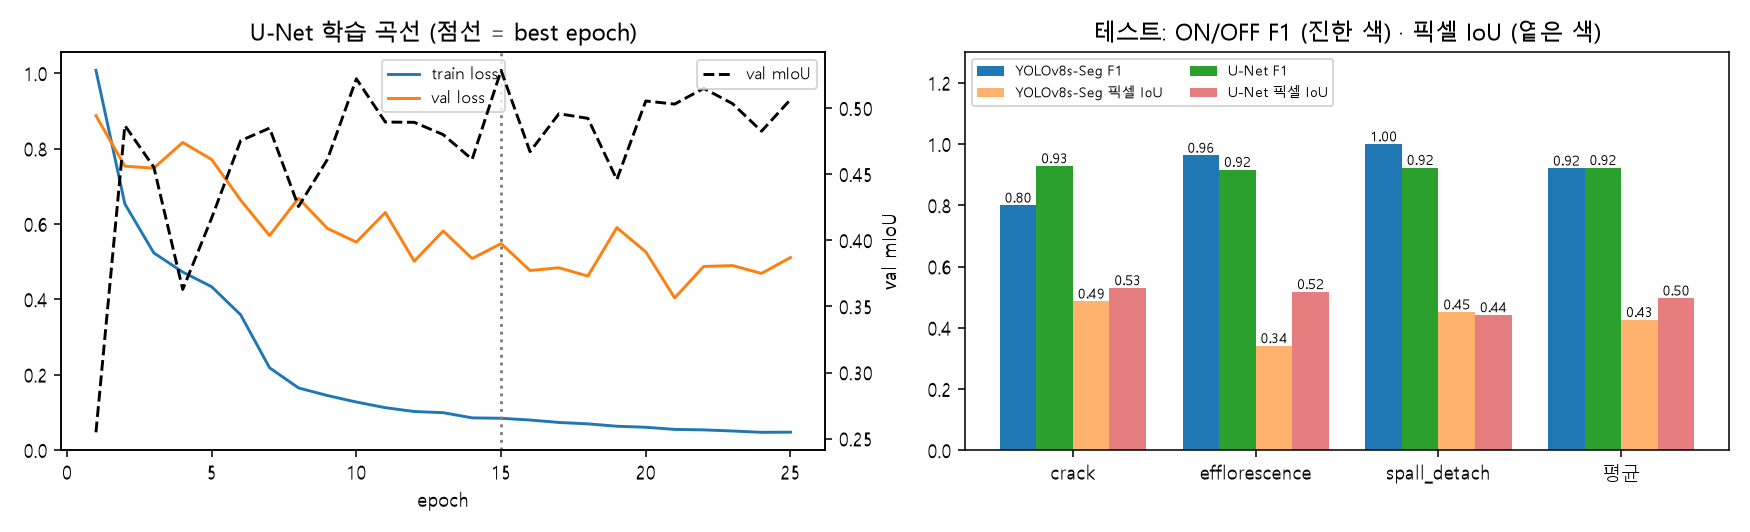 U-Net 학습 곡선 (점선 = best epoch)
train loss
val loss
val mIoU
1.0
0.8
0.6
0.4
0.2
0.0
0.50
0.45
0.40
0.35
0.30
0.25
val mIoU
0 5 10 15 20 25
epoch
테스트: ON/OFF F1 (진한 색) · 픽셀 IoU (옅은 색)
YOLOv8s-Seg F1
YOLOv8s-Seg 픽셀 IoU
U-Net F1
U-Net 픽셀 IoU
1.2
1.0
0.8
0.6
0.4
0.2
0.0
0.80 0.93 0.49 0.53
0.96 0.92 0.34 0.52
1.00 0.92 0.45 0.44
0.92 0.92 0.43 0.50
crack efflorescence spall_detach 평균